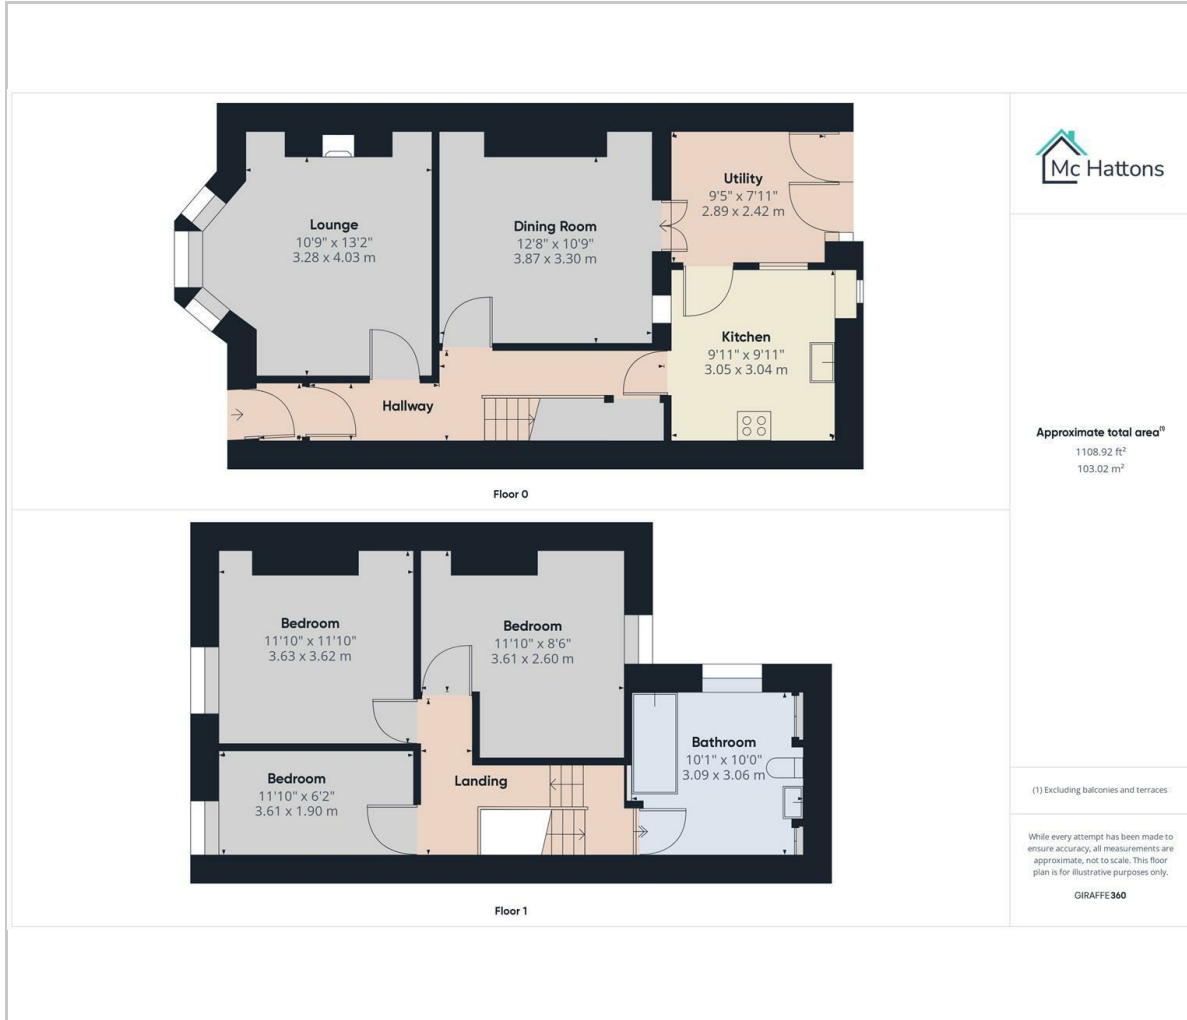 Lounge
10'9" x 13'2"
3.28 x 4.03 m
Dining Room
12'8" x 10'9"
3.87 x 3.30 m
Utility
9'5" x 7'11"
2.89 x 2.42 m
Kitchen
9'11" x 9'11"
3.05 x 3.04 m
Hallway
Floor 0
Bedroom
11'10" x 11'10"
3.63 x 3.62 m
Bedroom
11'10" x 8'6"
3.61 x 2.60 m
Bathroom
10'1" x 10'0"
3.09 x 3.06 m
Bedroom
11'10" x 6'2"
3.61 x 1.90 m
Landing
Floor 1
Mc Hattons
Approximate total area⁽¹⁾
1108.92 ft²
103.02 m²
(1) Excluding balconies and terraces
While every attempt has been made to
ensure accuracy, all measurements are
approximate, not to scale. This floor
plan is for illustrative purposes only.
GIRAFFE360